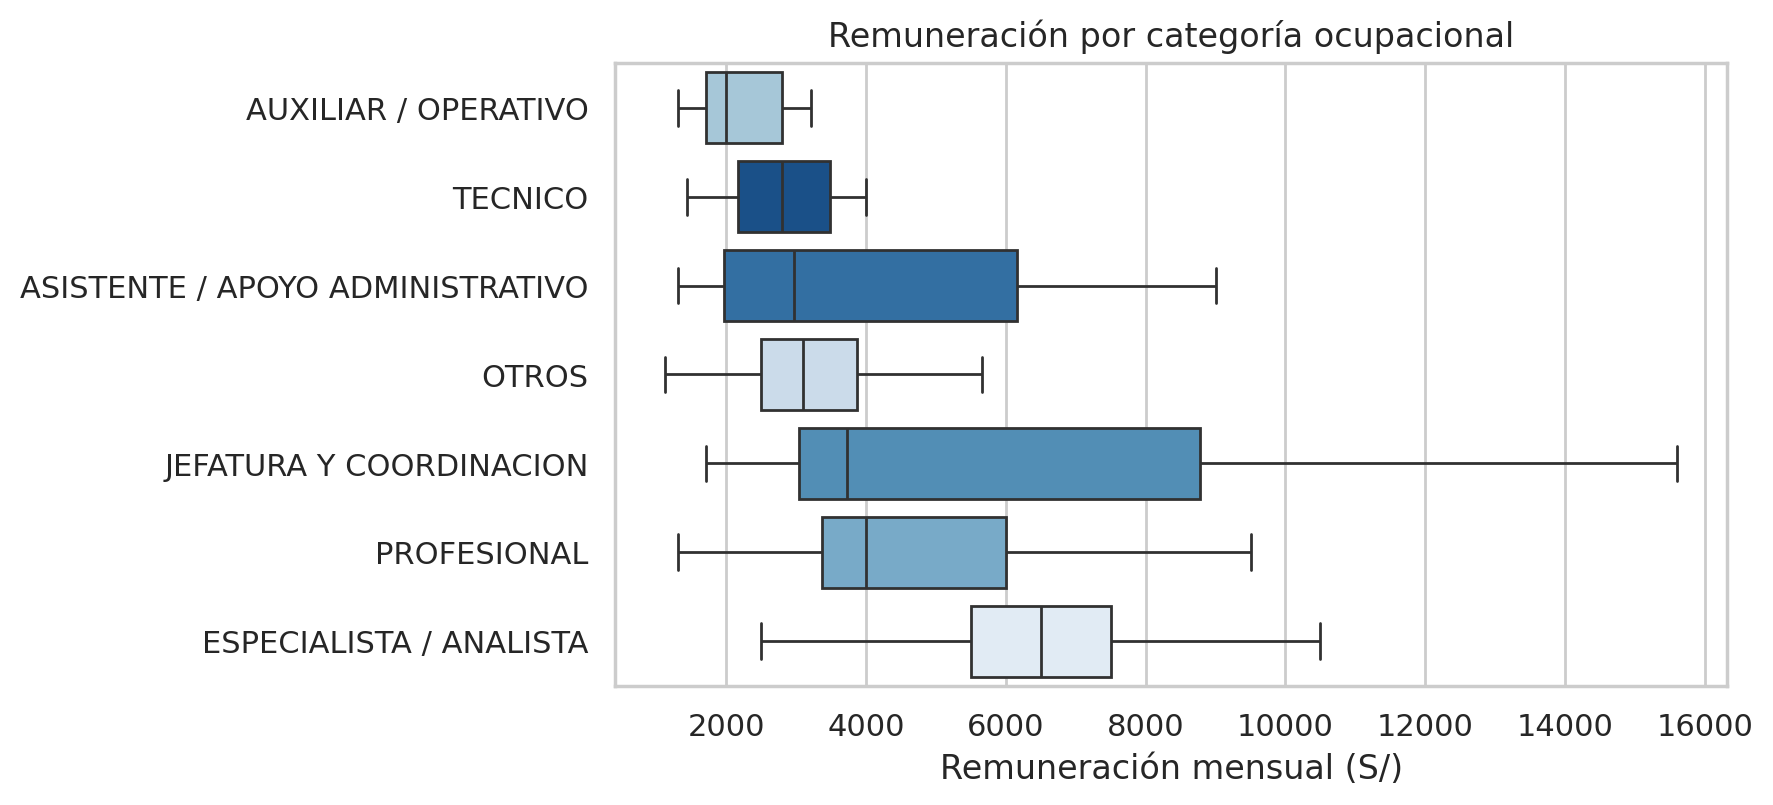 Remuneración por categoría ocupacional
AUXILIAR / OPERATIVO
TECNICO
ASISTENTE / APOYO ADMINISTRATIVO
OTROS
JEFATURA Y COORDINACION
PROFESIONAL
ESPECIALISTA / ANALISTA
2000 4000 6000 8000 10000 12000 14000 16000
Remuneración mensual (S/)